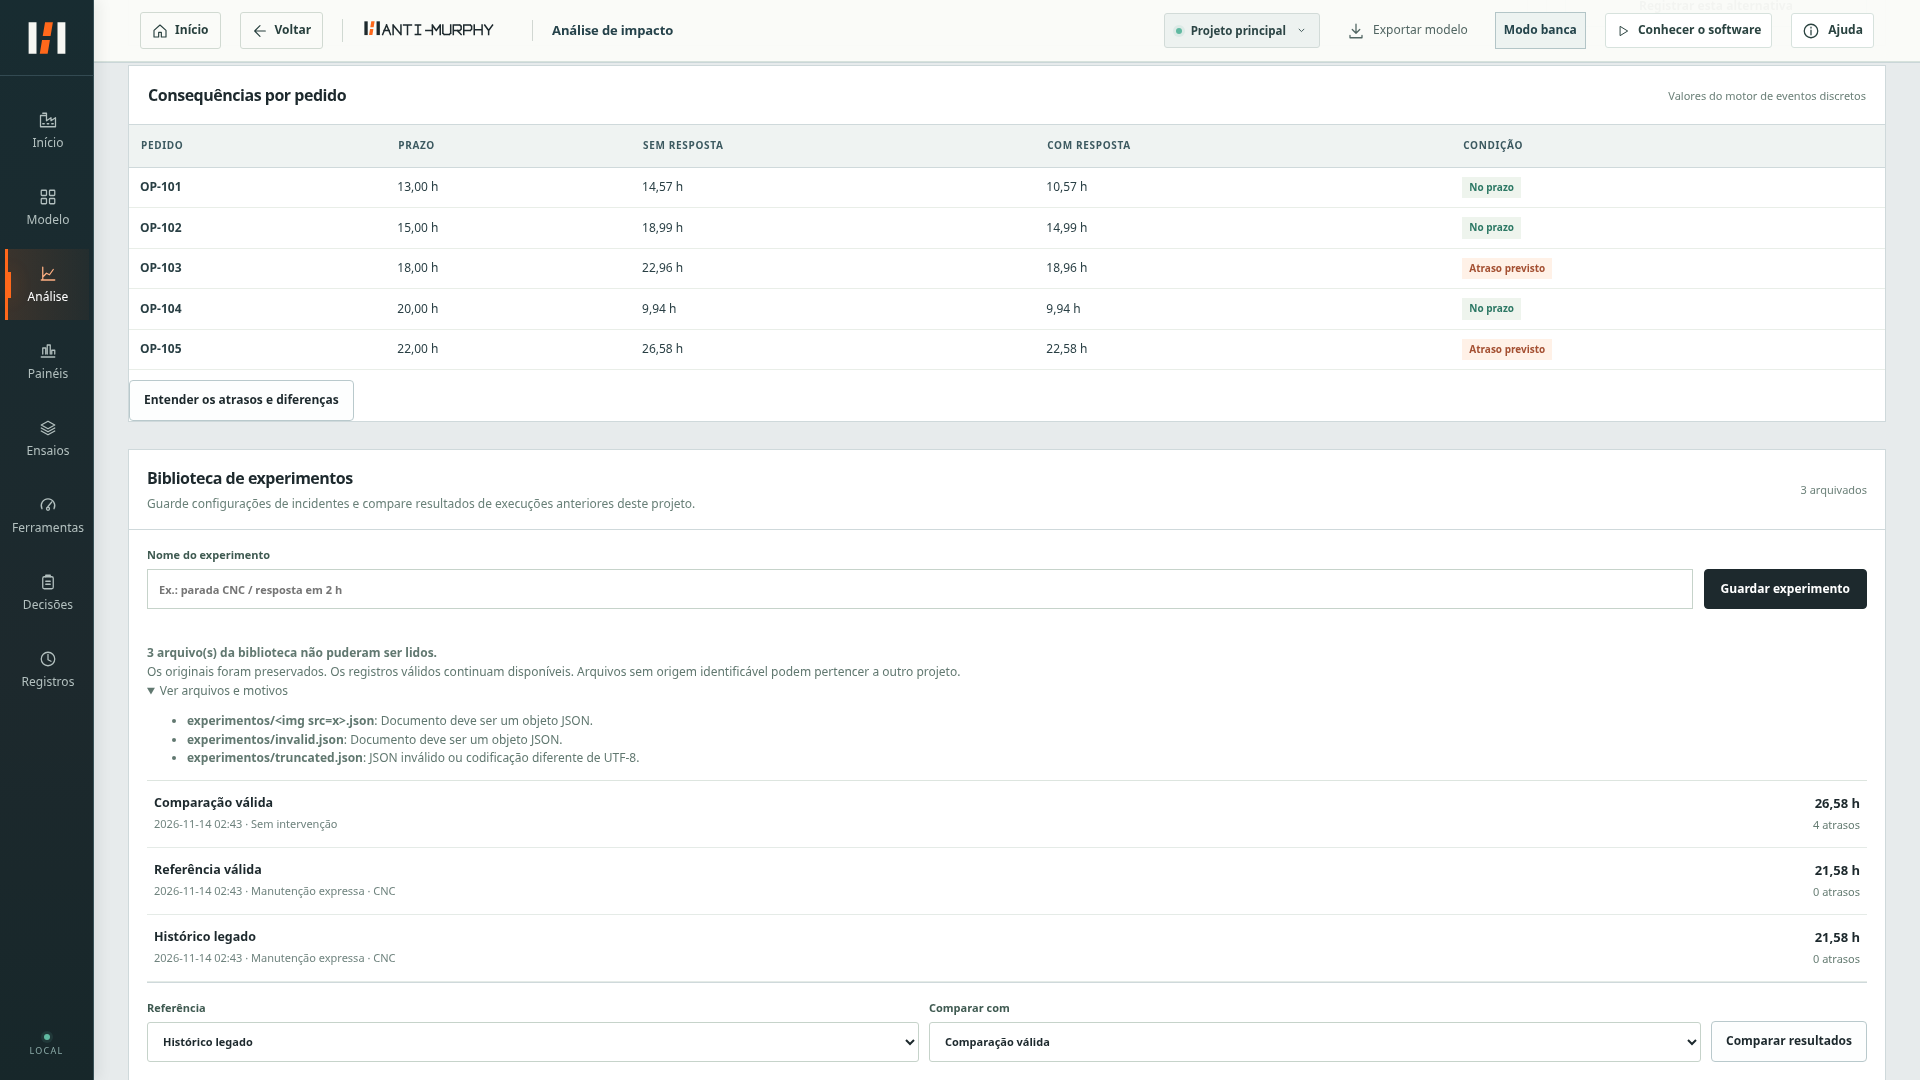 Início
Voltar
ANTI-MURPHY
Análise de impacto
Projeto principal
Exportar modelo
Modo banca
Registrar esta alternativa
Conhecer o software
Ajuda
Início
Modelo
Análise
Painéis
Ensaios
Ferramentas
Decisões
Registros
LOCAL
Consequências por pedido
Valores do motor de eventos discretos
PEDIDO PRAZO SEM RESPOSTA COM RESPOSTA CONDIÇÃO
OP-101 13,00 h 14,57 h 10,57 h No prazo
OP-102 15,00 h 18,99 h 14,99 h No prazo
OP-103 18,00 h 22,96 h 18,96 h Atraso previsto
OP-104 20,00 h 9,94 h 9,94 h No prazo
OP-105 22,00 h 26,58 h 22,58 h Atraso previsto
Entender os atrasos e diferenças
Biblioteca de experimentos
Guarde configurações de incidentes e compare resultados de execuções anteriores deste projeto.
3 arquivados
Nome do experimento
Ex.: parada CNC / resposta em 2 h
Guardar experimento
3 arquivo(s) da biblioteca não puderam ser lidos.
Os originais foram preservados. Os registros válidos continuam disponíveis. Arquivos sem origem identificável podem pertencer a outro projeto.
▼ Ver arquivos e motivos
• experimentos/<img src=x>.json: Documento deve ser um objeto JSON.
• experimentos/invalid.json: Documento deve ser um objeto JSON.
• experimentos/truncated.json: JSON inválido ou codificação diferente de UTF-8.
Comparação válida 26,58 h
2026-11-14 02:43 · Sem intervenção 4 atrasos
Referência válida 21,58 h
2026-11-14 02:43 · Manutenção expressa · CNC 0 atrasos
Histórico legado 21,58 h
2026-11-14 02:43 · Manutenção expressa · CNC 0 atrasos
Referência
Histórico legado
Comparar com
Comparação válida
Comparar resultados